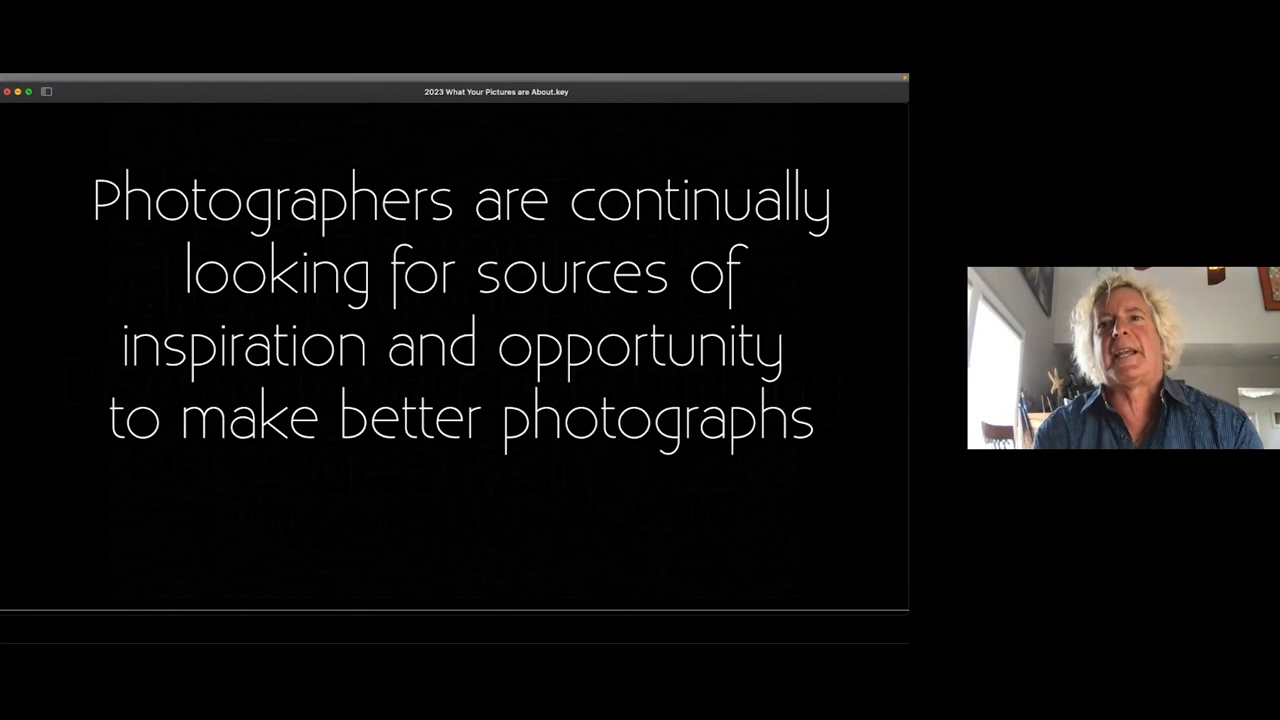 2023 What Your Pictures are About.key
Photographers are continually
looking for sources of
inspiration and opportunity
to make better photographs